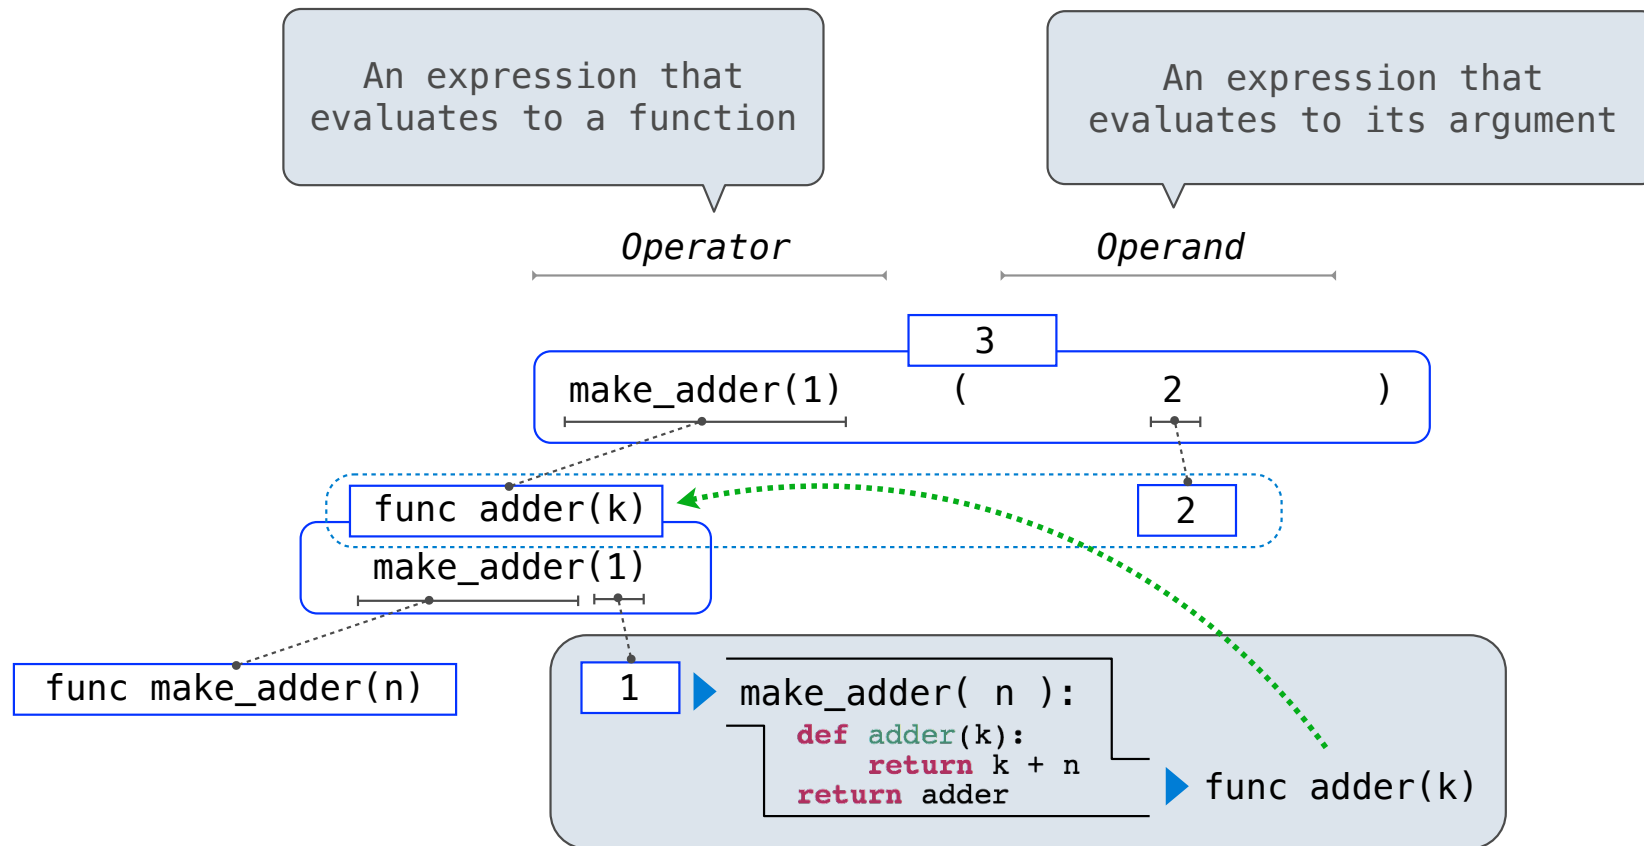 An expression that
evaluates to a function
An expression that
evaluates to its argument
Operator
Operand
3
make_adder(1) ( 2 )
func adder(k)
2
make_adder(1)
func make_adder(n)
1
make_adder( n ):
def adder(k):
return k + n
return adder
func adder(k)